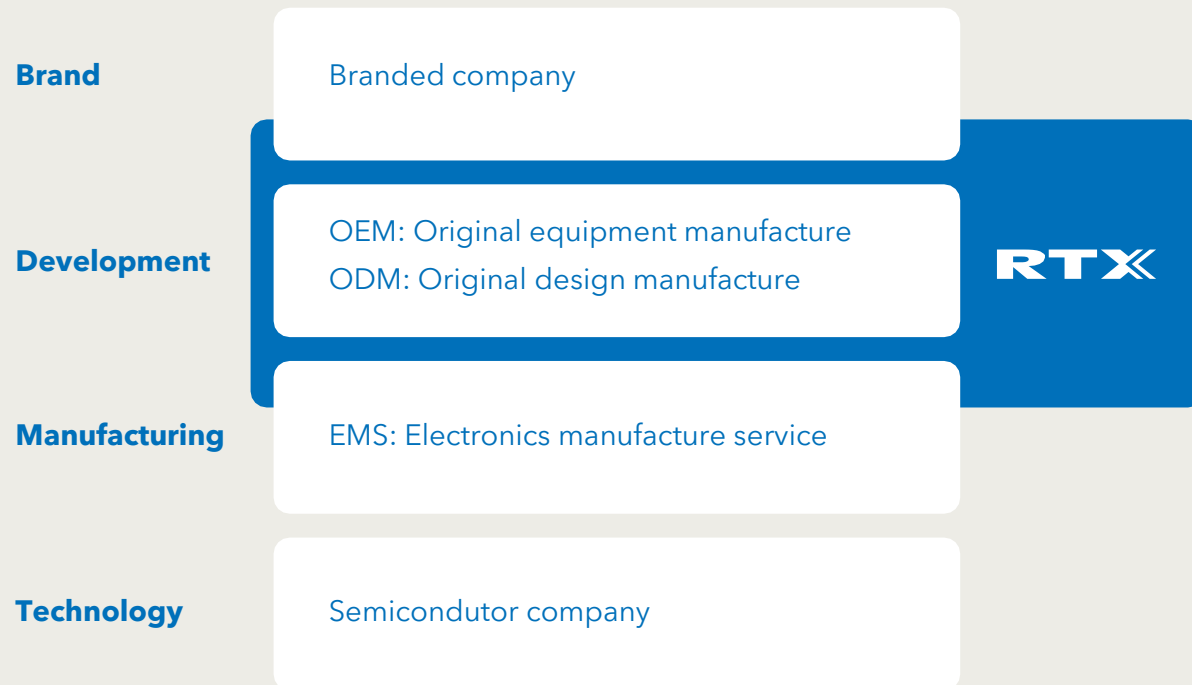 Brand
Branded company
Development
OEM: Original equipment manufacture
ODM: Original design manufacture
RTX
Manufacturing
EMS: Electronics manufacture service
Technology
Semicondutor company